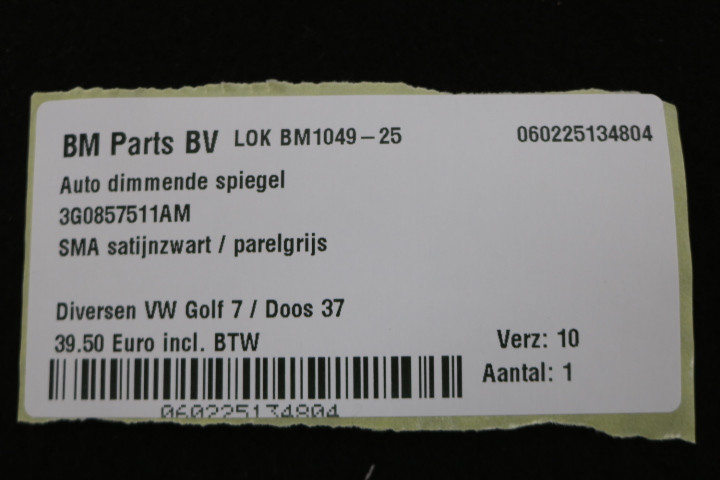 BM Parts BV LOK BM1049-25 060225134804
Auto dimmende spiegel
3G0857511AM
SMA satijnzwart / parelgrijs
Diversen VW Golf 7 / Doos 37
39.50 Euro incl. BTW Verz: 10
Aantal: 1
060225134804